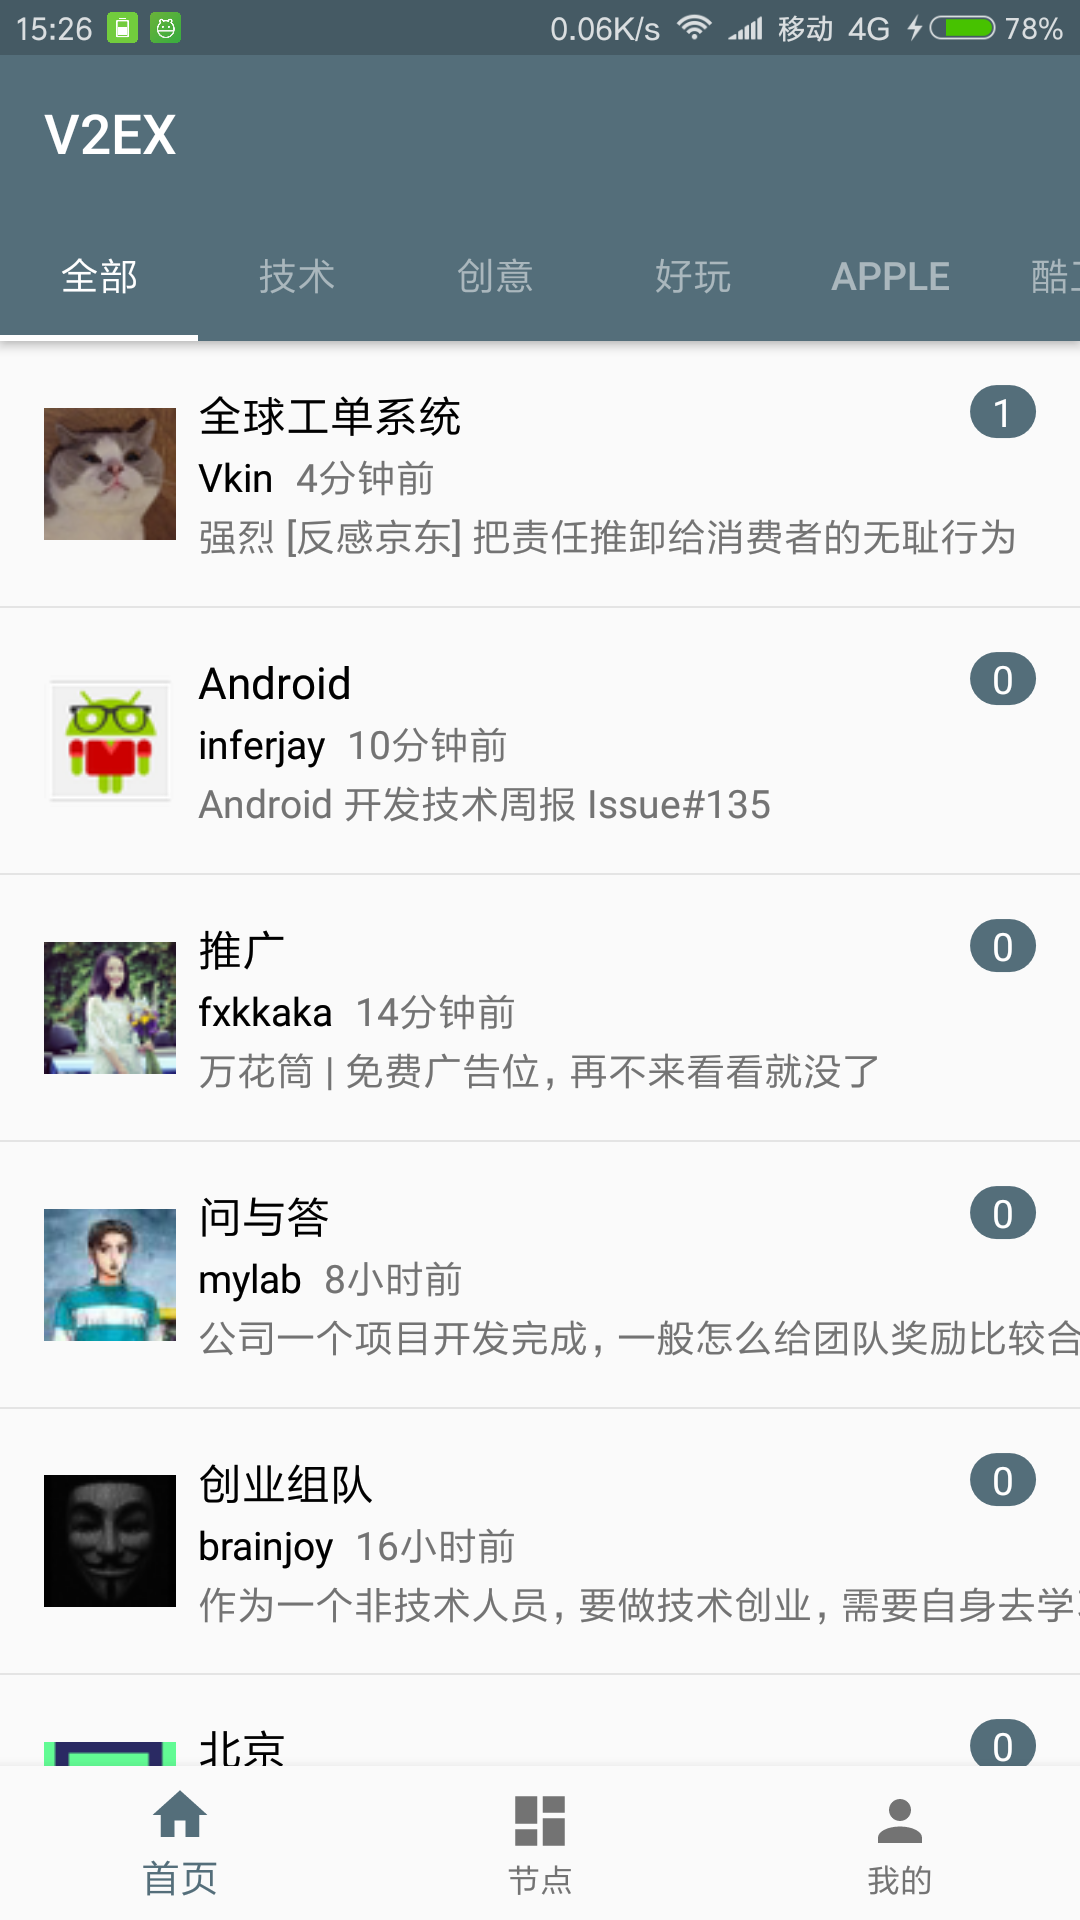 15:26 0.06K/s 移动 4G 78%
V2EX
全部 技术 创意 好玩 APPLE 酷
全球工单系统 1
Vkin 4分钟前
强烈 [反感京东] 把责任推卸给消费者的无耻行为
Android 0
inferjay 10分钟前
Android 开发技术周报 Issue#135
推广 0
fxkkaka 14分钟前
万花筒 | 免费广告位, 再不来看看就没了
问与答 0
mylab 8小时前
公司一个项目开发完成, 一般怎么给团队奖励比较合
创业组队 0
brainjoy 16小时前
作为一个非技术人员, 要做技术创业, 需要自身去学
北京 0
首页 节点 我的